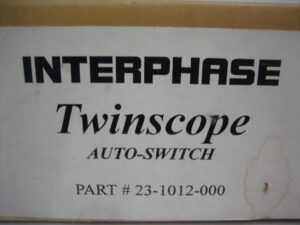 INTERPHASE
Twinscope
AUTO-SWITCH
PART # 23-1012-000